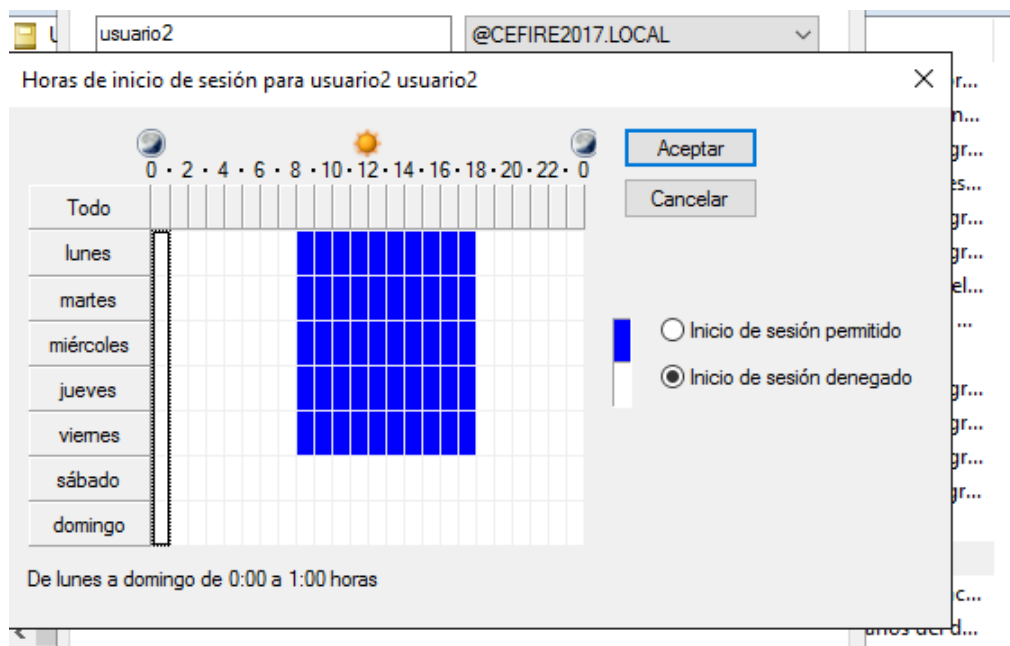 usuario2 @CEFIRE2017.LOCAL
Horas de inicio de sesión para usuario2 usuario2
0 · 2 · 4 · 6 · 8 · 10 · 12 · 14 · 16 · 18 · 20 · 22 · 0
Aceptar
Cancelar
Todo
lunes
martes
miércoles
jueves
viernes
sábado
domingo
Inicio de sesión permitido
Inicio de sesión denegado
De lunes a domingo de 0:00 a 1:00 horas